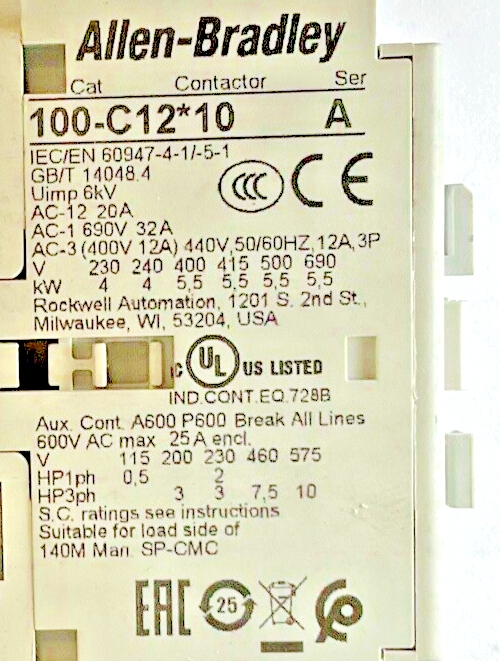 Allen-Bradley
Cat Contactor Ser
100-C12*10 A
IEC/EN 60947-4-1/-5-1
GB/T 14048.4
Uimp 6kV
AC-12 20A
AC-1 690V 32A
AC-3 (400V 12A) 440V,50/60HZ,12A,3P
V 230 240 400 415 500 690
kW 4 4 5,5 5,5 5,5 5,5
Rockwell Automation, 1201 S. 2nd St.,
Milwaukee, WI, 53204, USA
CCC CE
C UL US LISTED
IND.CONT.EQ.728B
Aux. Cont. A600 P600 Break All Lines
600V AC max 25A encl.
V 115 200 230 460 575
HP1ph 0,5 2
HP3ph 3 3 7,5 10
S.C. ratings see instructions
Suitable for load side of
140M Man. SP-CMC
EAC 25